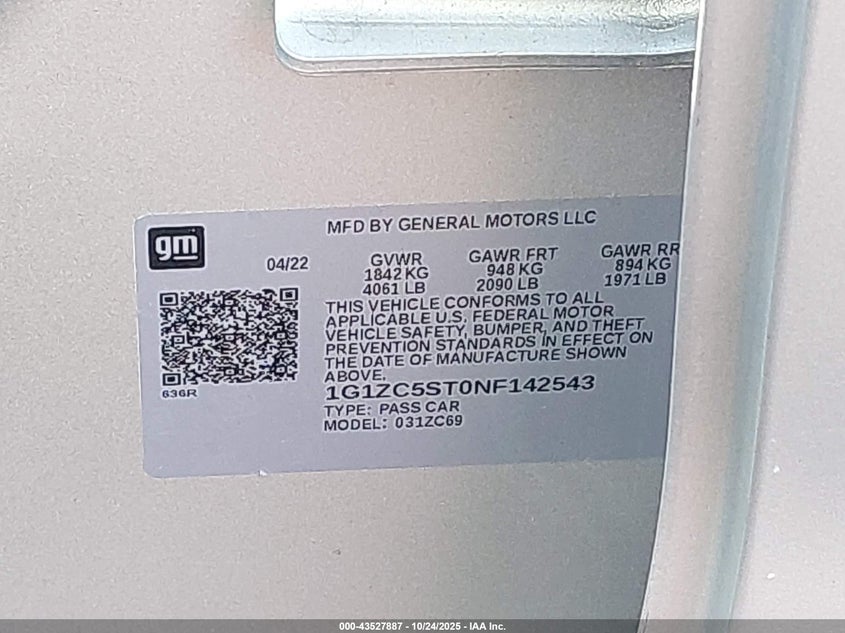 MFD BY GENERAL MOTORS LLC
gm
04/22
GVWR GAWR FRT GAWR RR
1842 KG 948 KG 894 KG
4061 LB 2090 LB 1971 LB
THIS VEHICLE CONFORMS TO ALL
APPLICABLE U.S. FEDERAL MOTOR
VEHICLE SAFETY, BUMPER, AND THEFT
PREVENTION STANDARDS IN EFFECT ON
THE DATE OF MANUFACTURE SHOWN
ABOVE.
636R
1G1ZC5ST0NF142543
TYPE: PASS CAR
MODEL: 031ZC69
000-43527887 - 10/24/2025 - IAA Inc.